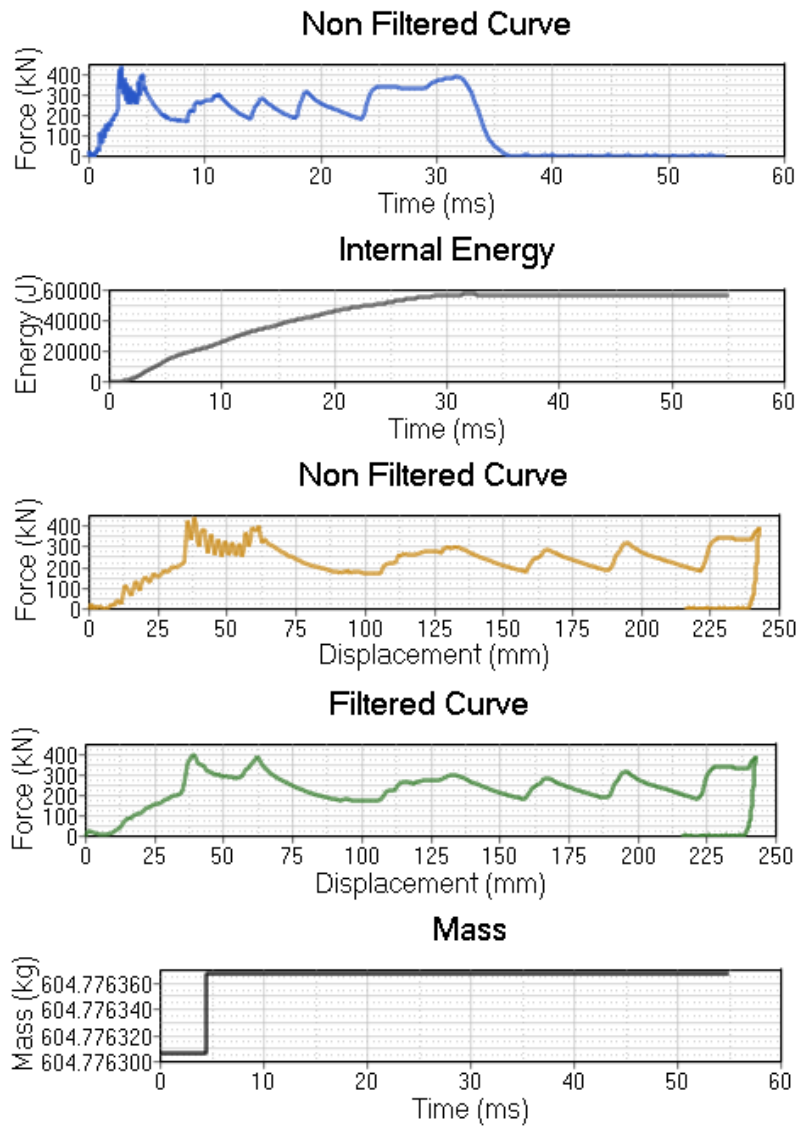 Non Filtered Curve
Force (kN)
400
300
200
100
0
0 10 20 30 40 50 60
Time (ms)
Internal Energy
Energy (J)
60000
40000
20000
0
0 10 20 30 40 50 60
Time (ms)
Non Filtered Curve
Force (kN)
400
300
200
100
0
0 25 50 75 100 125 150 175 200 225 250
Displacement (mm)
Filtered Curve
Force (kN)
400
300
200
100
0
0 25 50 75 100 125 150 175 200 225 250
Displacement (mm)
Mass
Mass (kg)
604.776360
604.776340
604.776320
604.776300
0 10 20 30 40 50 60
Time (ms)